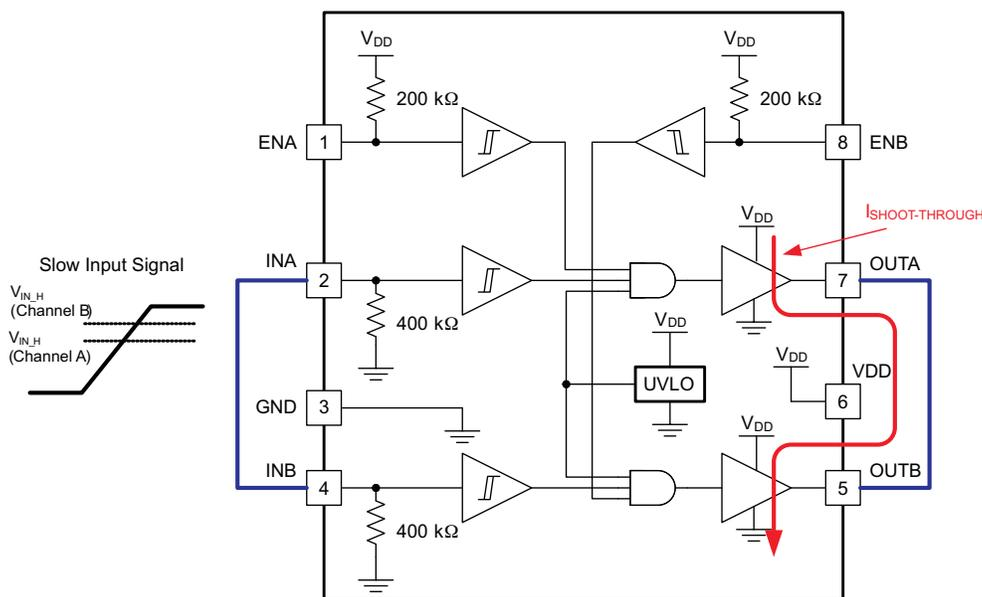 VDD
VDD
200 kΩ
200 kΩ
ENA
1
8
ENB
VDD
ISHOOT-THROUGH
Slow Input Signal
INA
2
7
OUTA
VIN_H
(Channel B)
VIN_H
(Channel A)
400 kΩ
VDD
VDD
VDD
UVLO
6
GND
3
VDD
INB
4
5
OUTB
400 kΩ